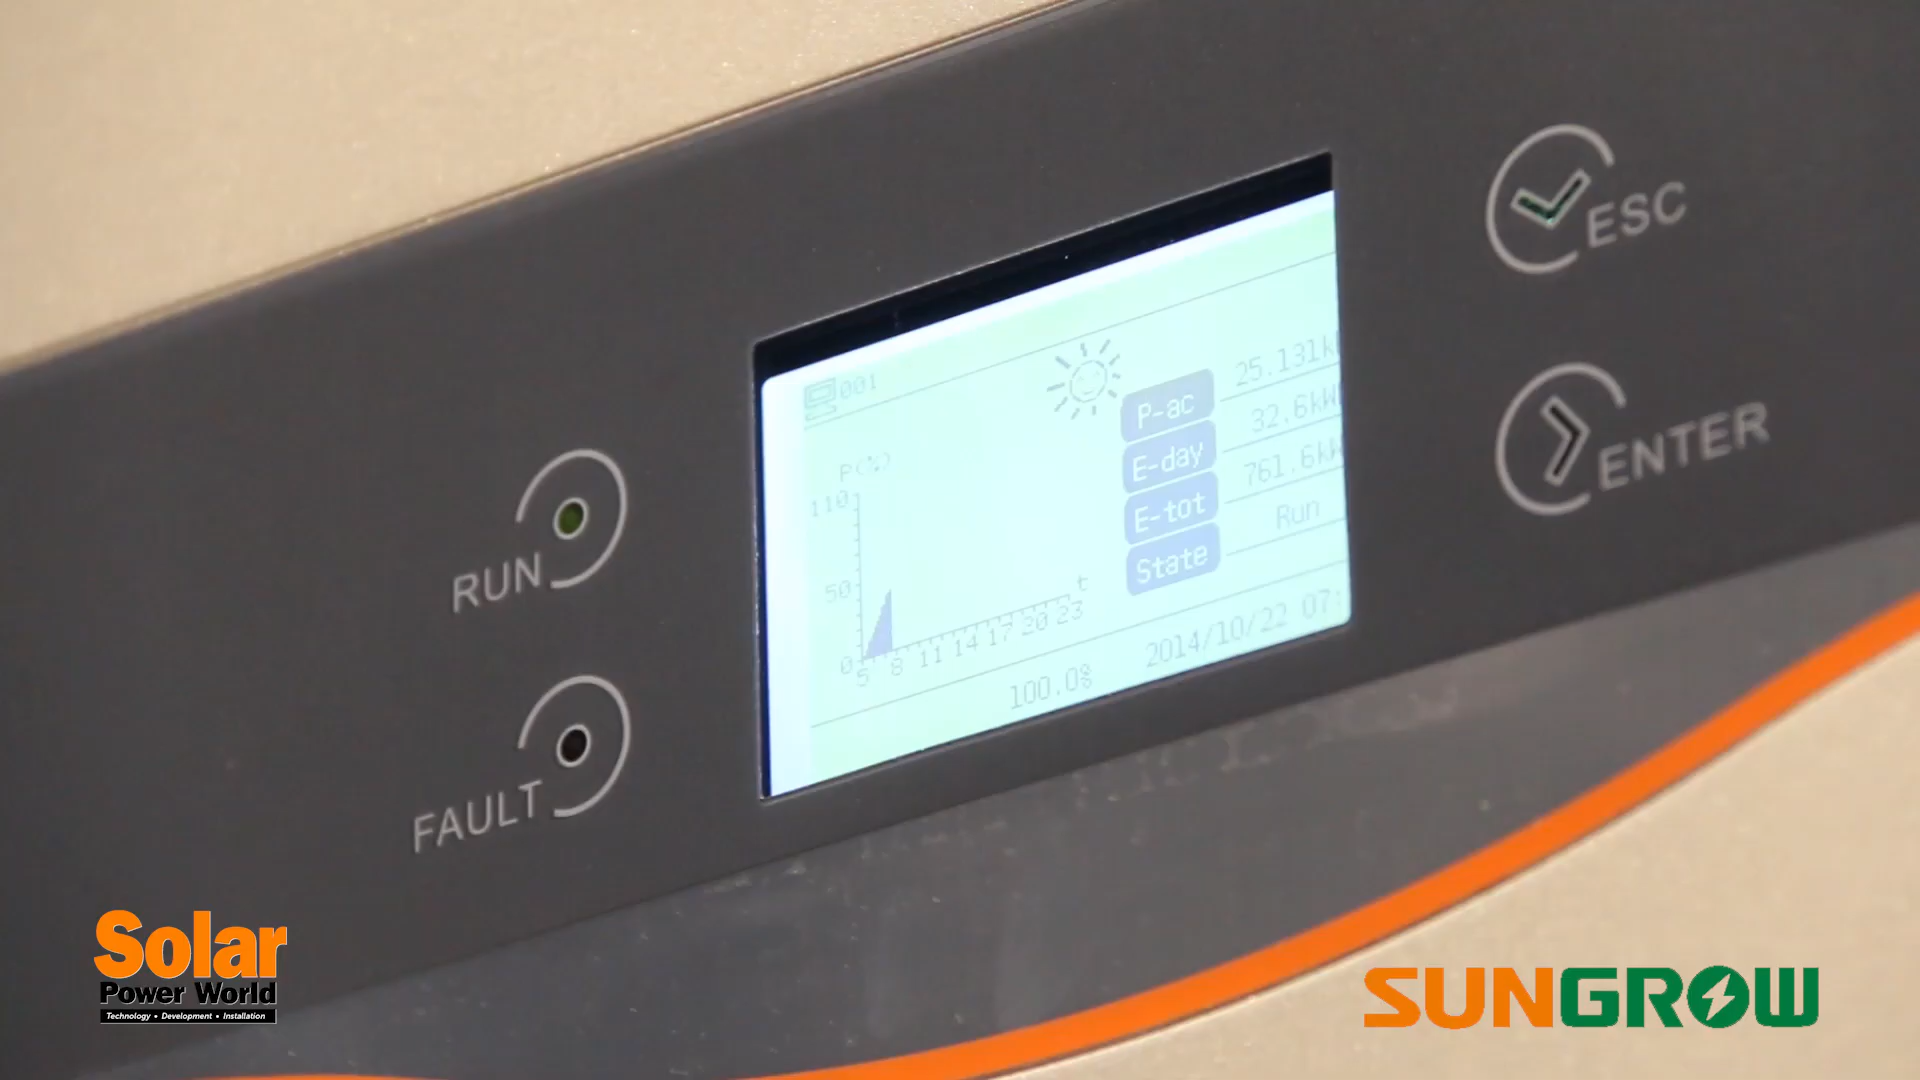 ESC
ENTER
RUN
FAULT
001
P-ac 25.131k
E-day 32.6kW
E-tot 761.6kW
State Run
110
50
0
t
5 8 11 14 17 20 23
100.0% 2014/10/22 07:
Solar
Power World
Technology • Development • Installation
SUNGROW